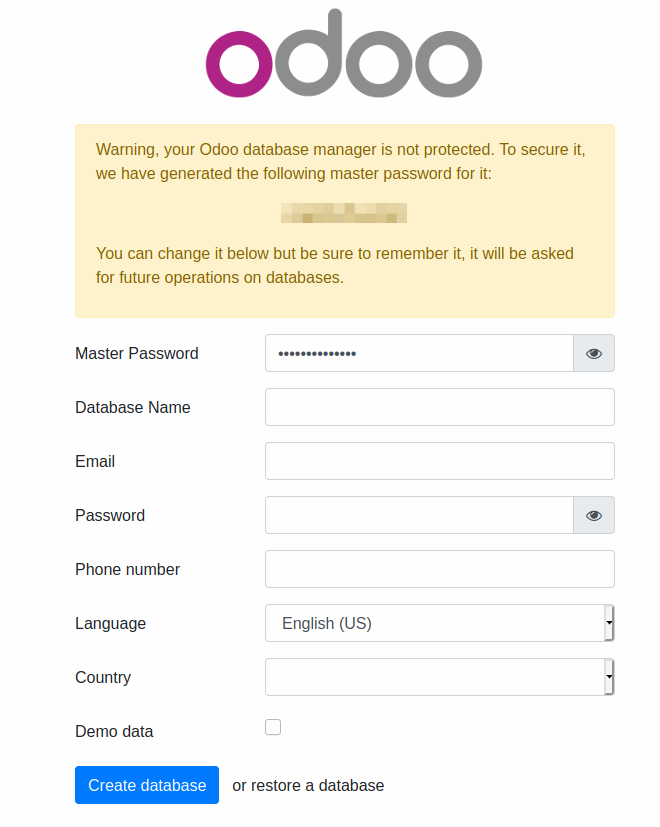 odoo
Warning, your Odoo database manager is not protected. To secure it,
we have generated the following master password for it:
You can change it below but be sure to remember it, it will be asked
for future operations on databases.
Master Password ••••••••••••••
Database Name
Email
Password
Phone number
Language English (US)
Country
Demo data
Create database or restore a database